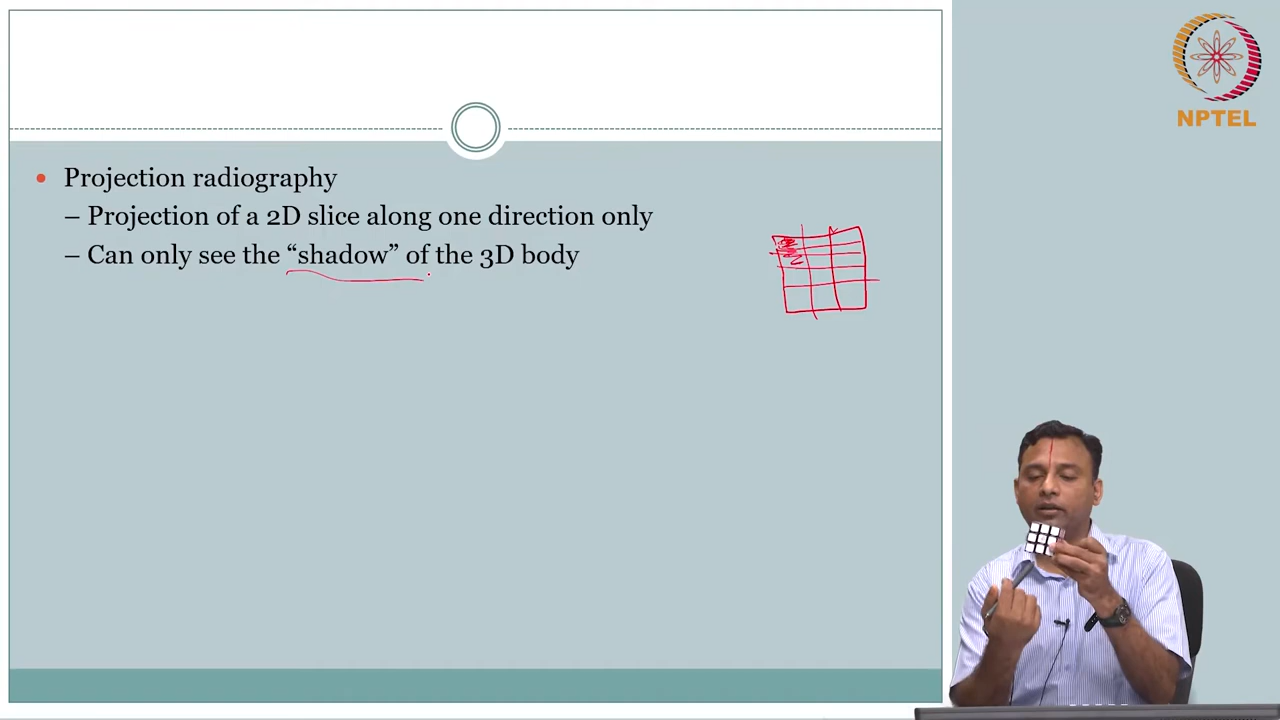 NPTEL
• Projection radiography
– Projection of a 2D slice along one direction only
– Can only see the “shadow” of the 3D body